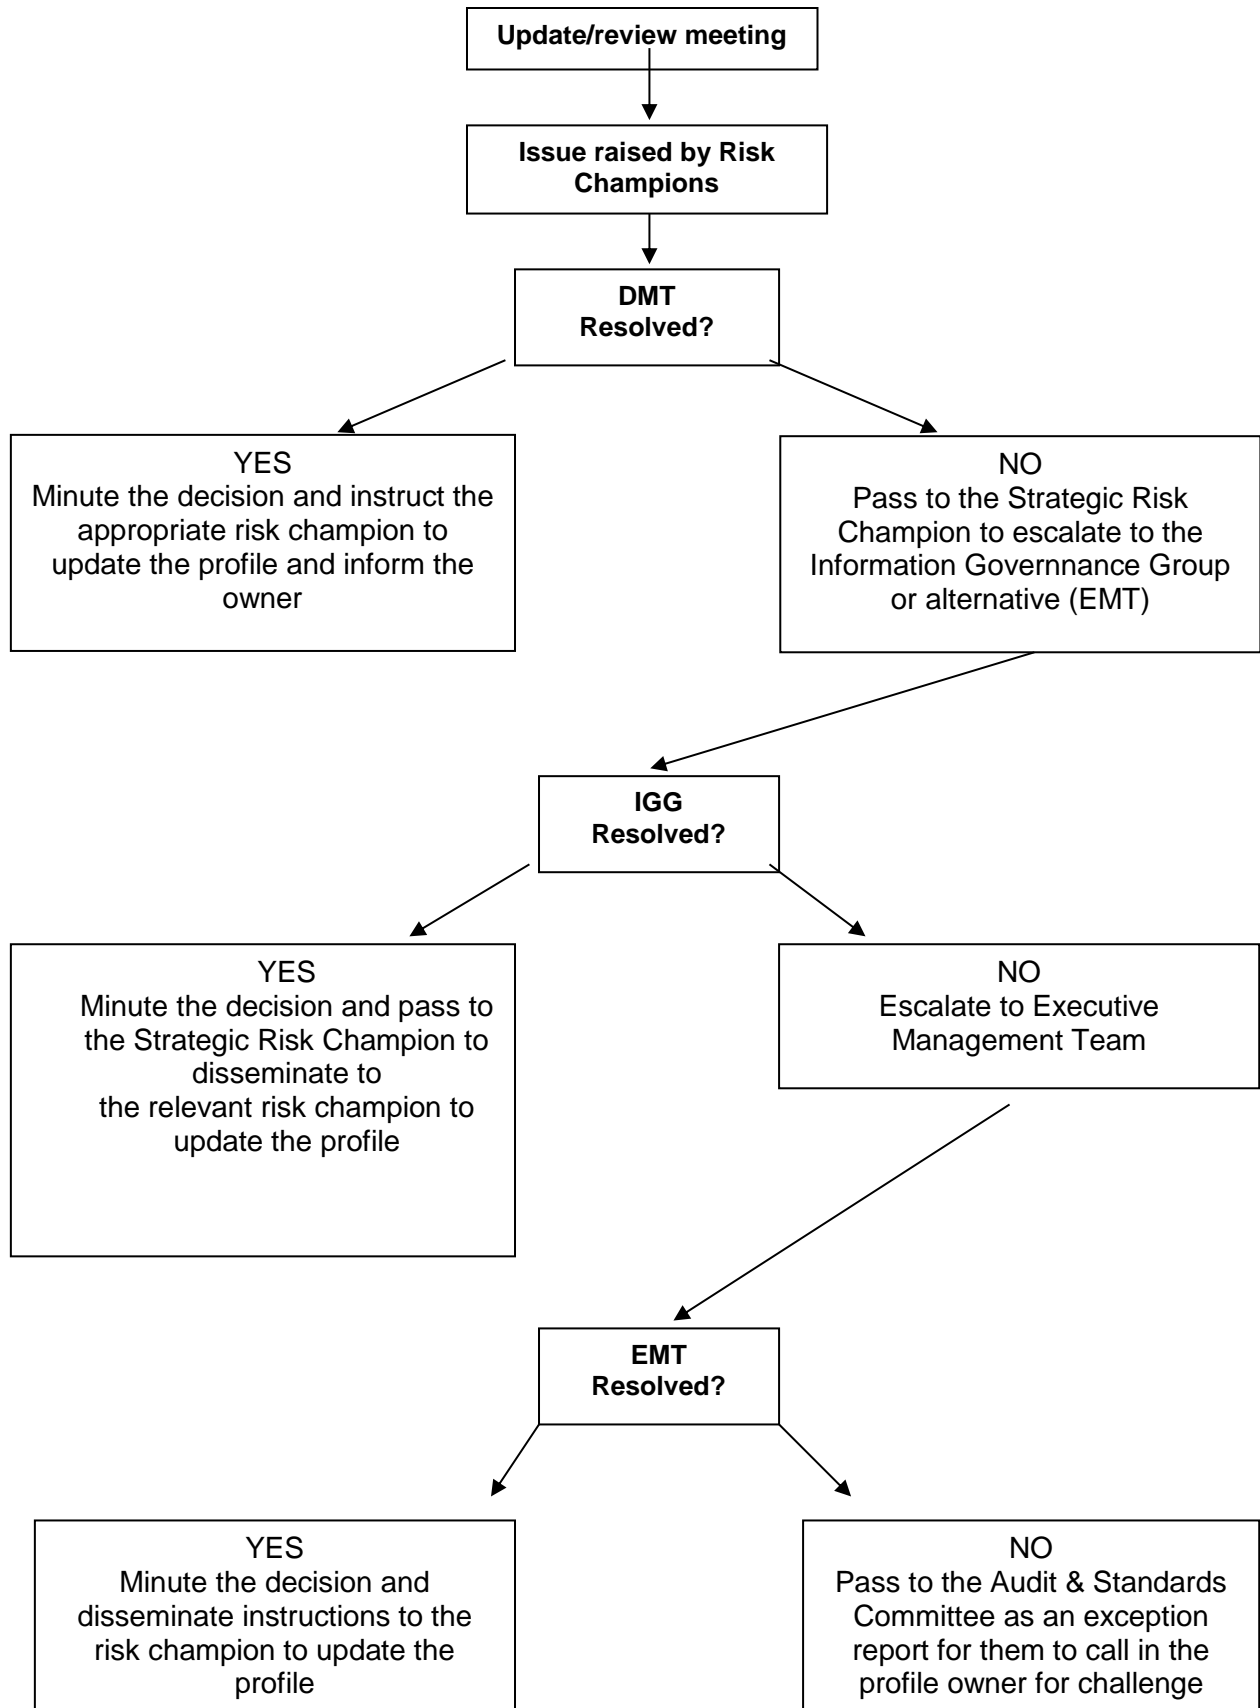 Update/review meeting
Issue raised by Risk
Champions
DMT
Resolved?
YES
Minute the decision and instruct the
appropriate risk champion to
update the profile and inform the
owner
NO
Pass to the Strategic Risk
Champion to escalate to the
Information Governnance Group
or alternative (EMT)
IGG
Resolved?
YES
Minute the decision and pass to
the Strategic Risk Champion to
disseminate to
the relevant risk champion to
update the profile
NO
Escalate to Executive
Management Team
EMT
Resolved?
YES
Minute the decision and
disseminate instructions to the
risk champion to update the
profile
NO
Pass to the Audit & Standards
Committee as an exception
report for them to call in the
profile owner for challenge